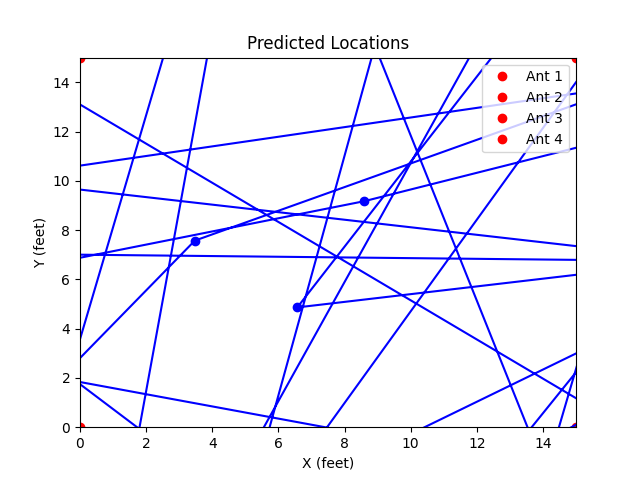 Predicted Locations
Ant 1
Ant 2
Ant 3
Ant 4
14
12
10
8
6
4
2
0
Y (feet)
0 2 4 6 8 10 12 14
X (feet)